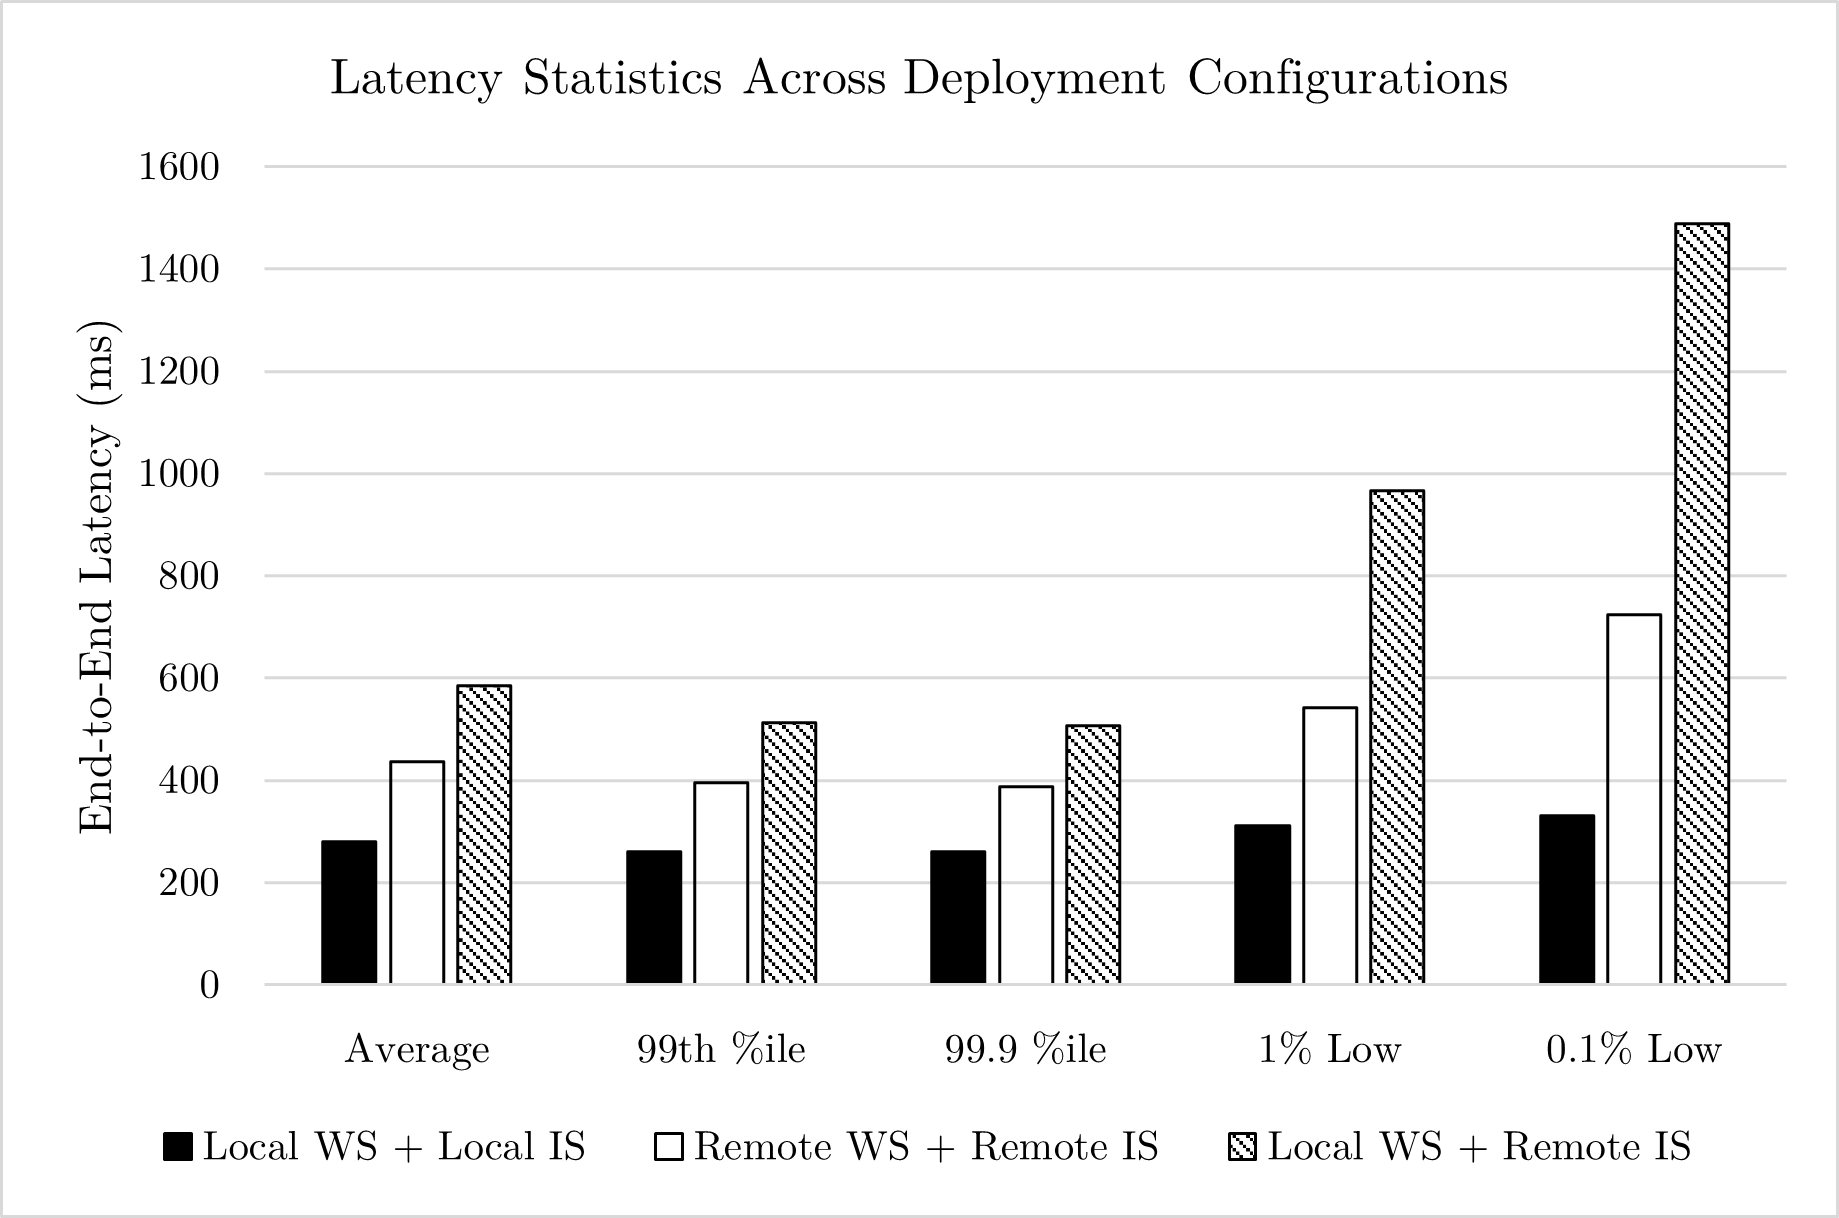 Latency Statistics Across Deployment Configurations
End-to-End Latency (ms)
1600
1400
1200
1000
800
600
400
200
0
Average 99th %ile 99.9 %ile 1% Low 0.1% Low
Local WS + Local IS Remote WS + Remote IS Local WS + Remote IS